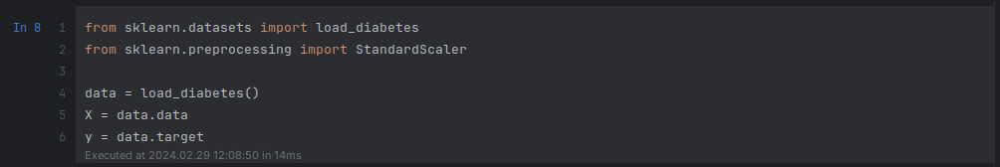 In 8
1 from sklearn.datasets import load_diabetes
2 from sklearn.preprocessing import StandardScaler
3
4 data = load_diabetes()
5 X = data.data
6 y = data.target
Executed at 2024.02.29 12:08:50 in 14ms